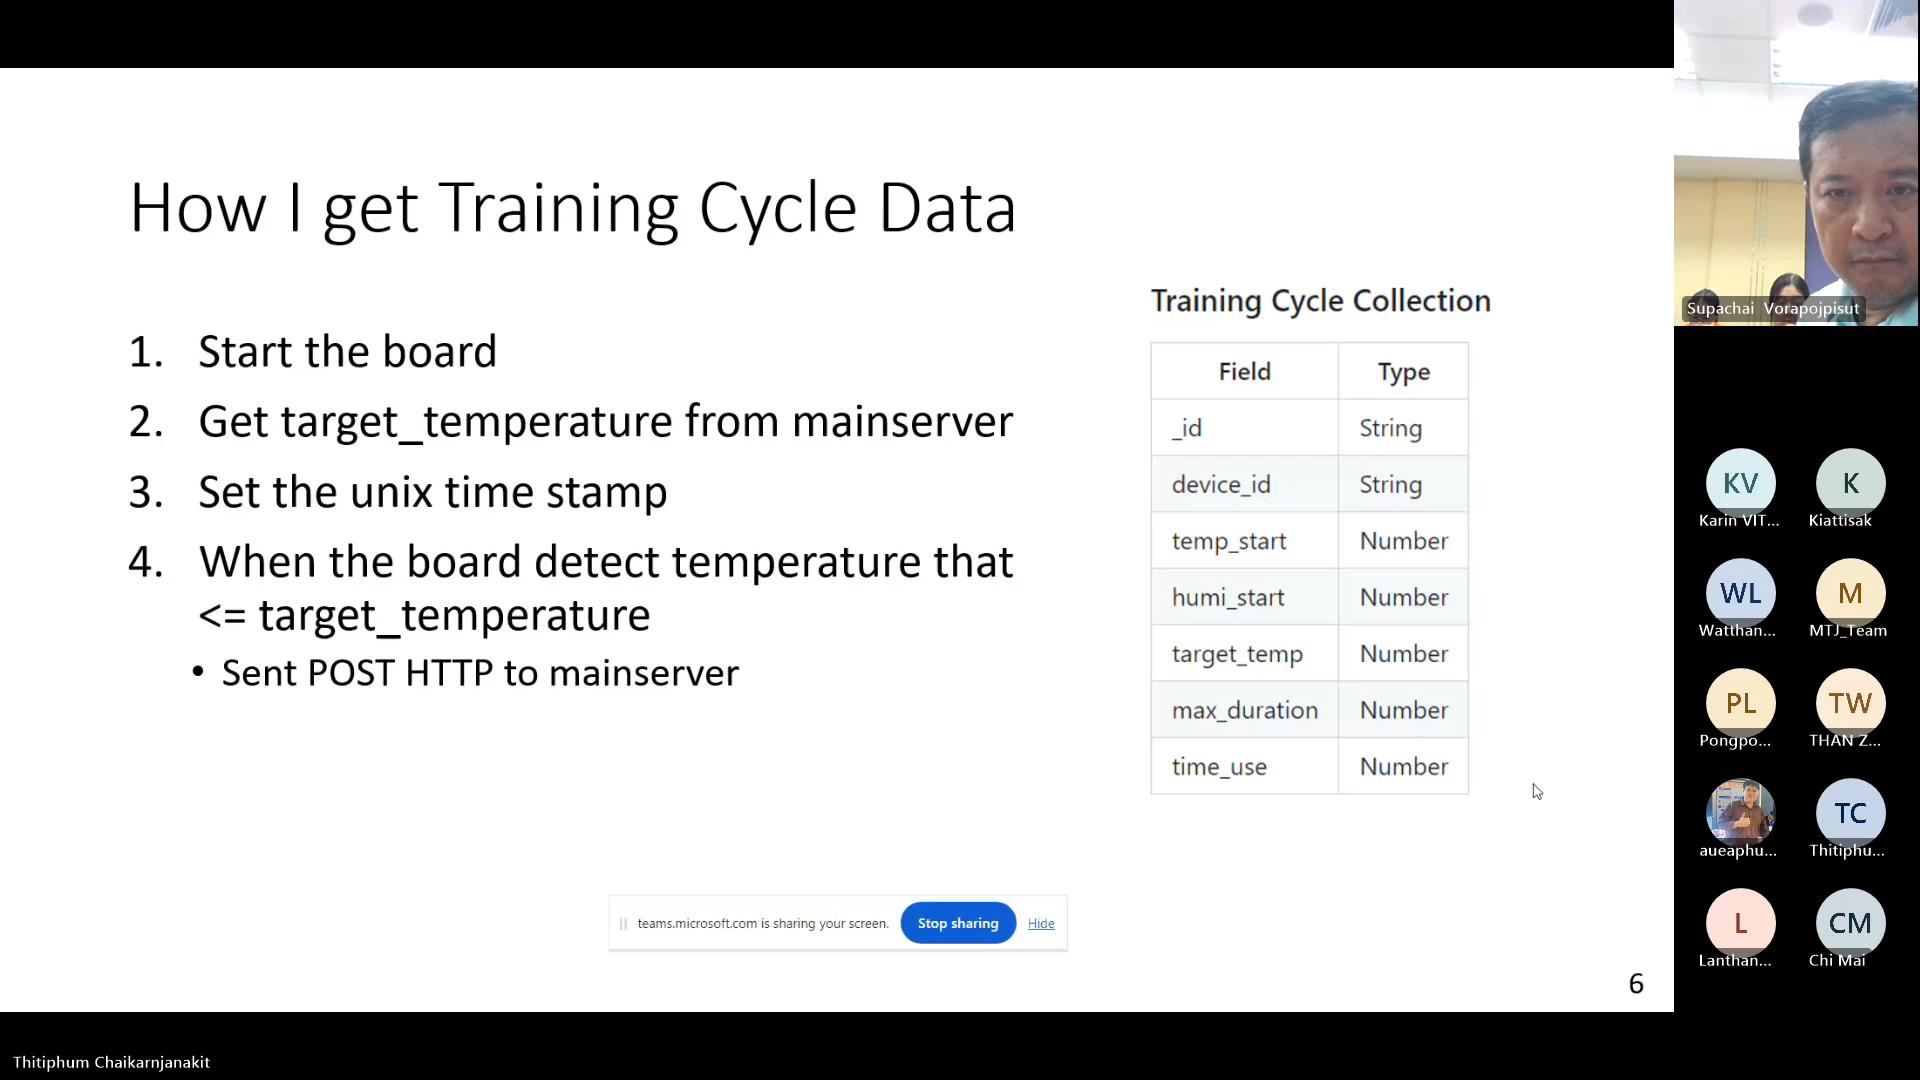 How I get Training Cycle Data
1. Start the board
2. Get target_temperature from mainserver
3. Set the unix time stamp
4. When the board detect temperature that
<= target_temperature
• Sent POST HTTP to mainserver
Training Cycle Collection
Field Type
_id String
device_id String
temp_start Number
humi_start Number
target_temp Number
max_duration Number
time_use Number
teams.microsoft.com is sharing your screen. Stop sharing Hide
6
Thitiphum Chaikarnjanakit
Supachai Vorapojpisut
KV K
Karin VIT... Kiattisak
WL M
Watthan... MTJ_Team
PL TW
Pongpo... THAN Z...
TC
aueaphu... Thitiphu...
L CM
Lanthan... Chi Mai